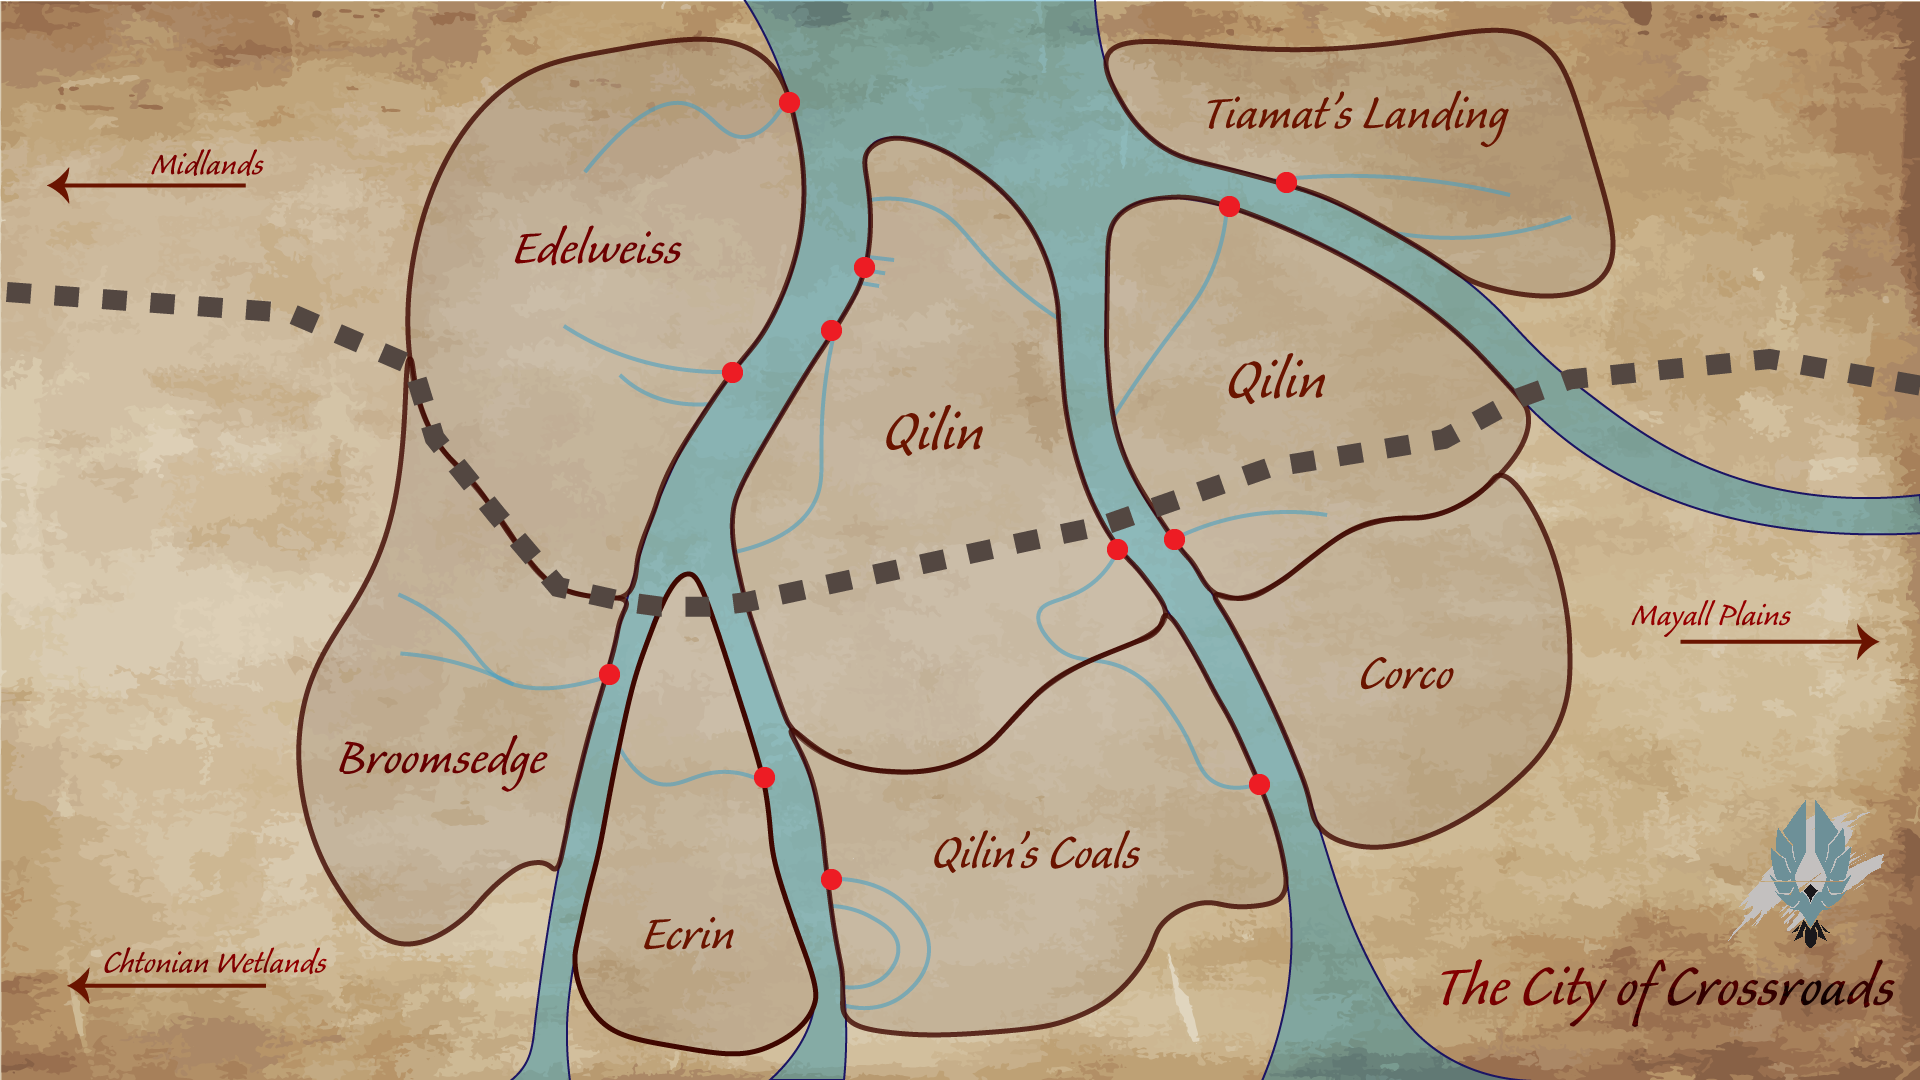 Tiamat's Landing
Midlands
Edelweiss
Qilin
Qilin
Mayall Plains
Corco
Broomsedge
Qilin's Coals
Ecrin
Chtonian Wetlands
The City of Crossroads